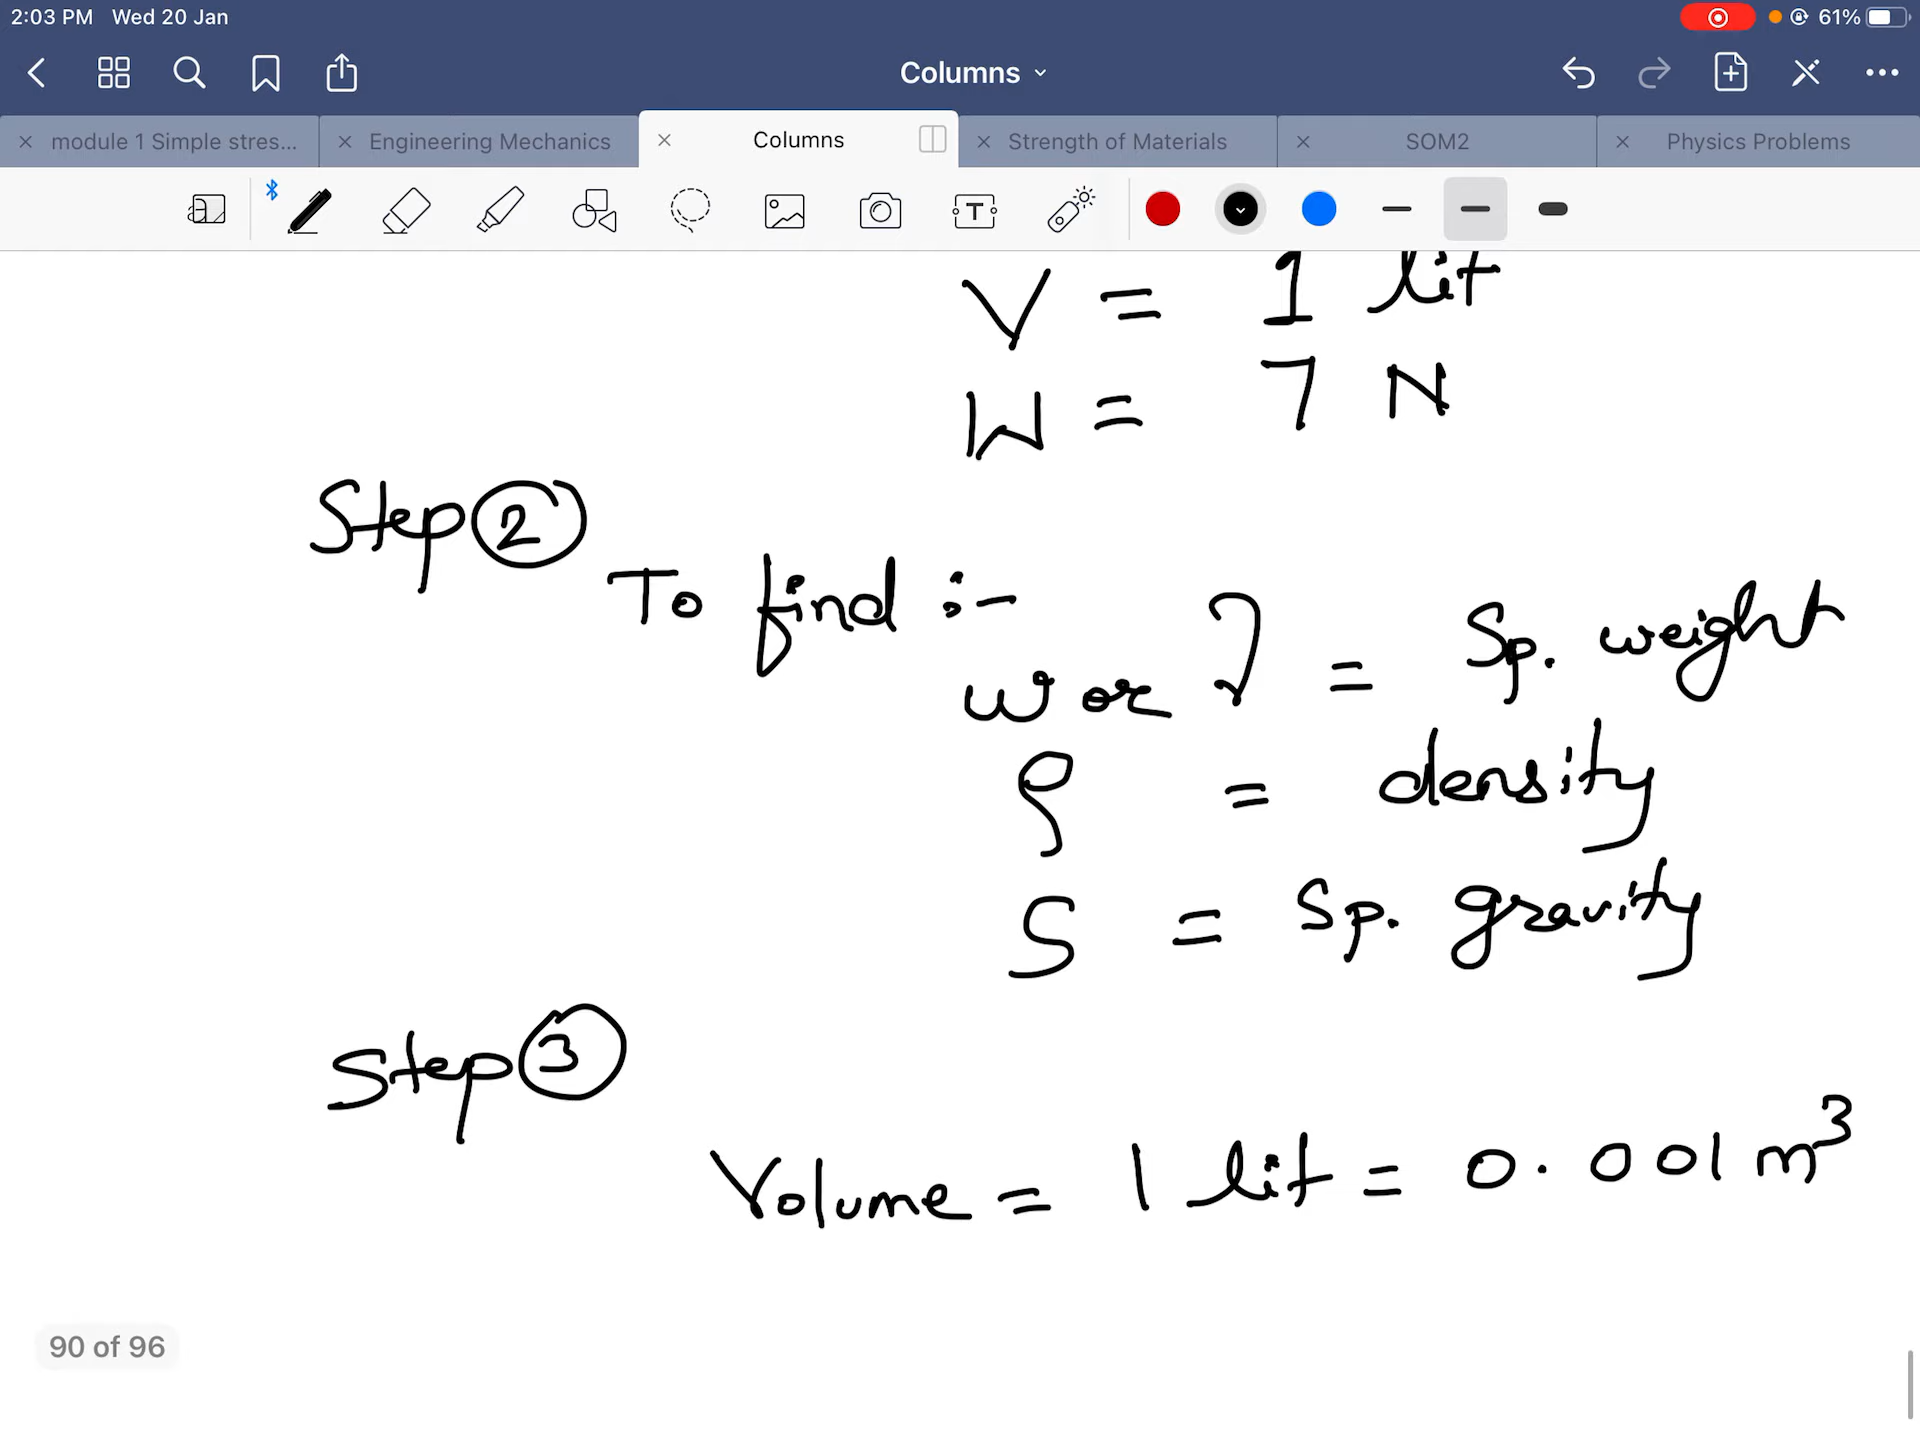 2:03 PM Wed 20 Jan 61%
Columns
module 1 Simple stres... Engineering Mechanics Columns Strength of Materials SOM2 Physics Problems
T
V = 1 lit
W = 7 N
Step 2
To find :-
w or γ = Sp. weight
ρ = density
S = Sp. gravity
Step 3
Volume = 1 lit = 0.001 m³
90 of 96